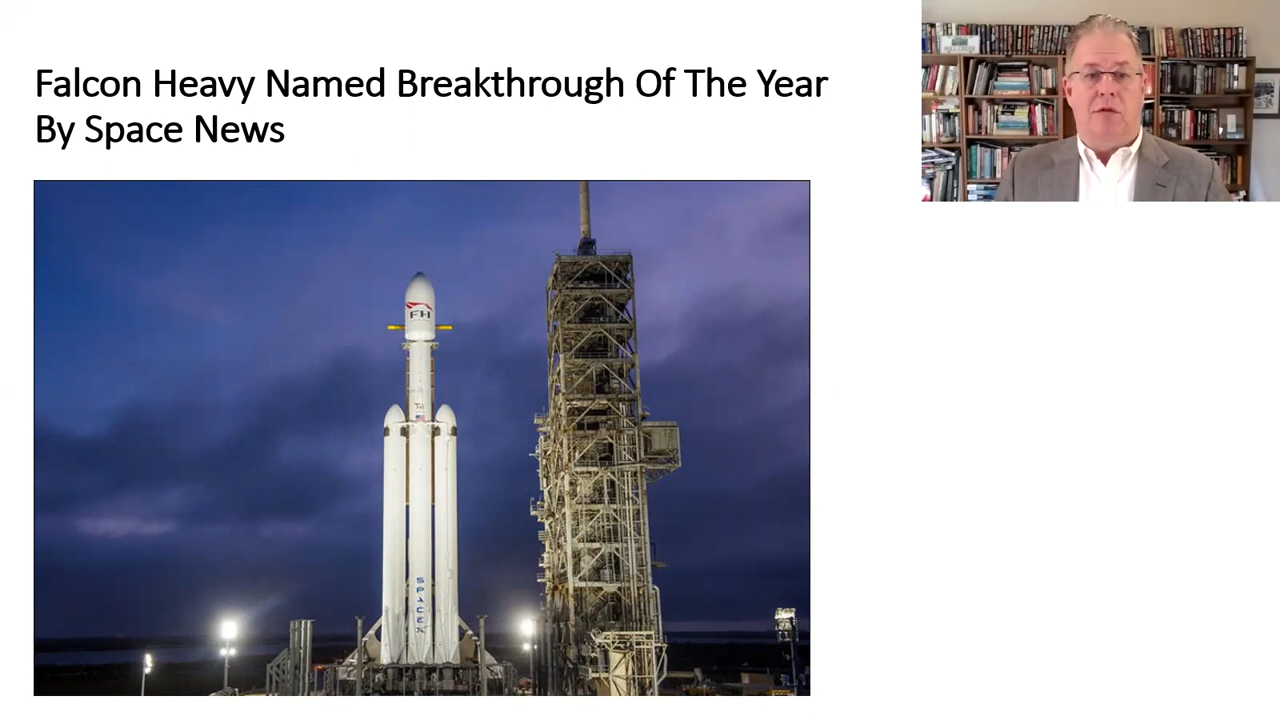 Falcon Heavy Named Breakthrough Of The Year
By Space News
FH
SPACEX